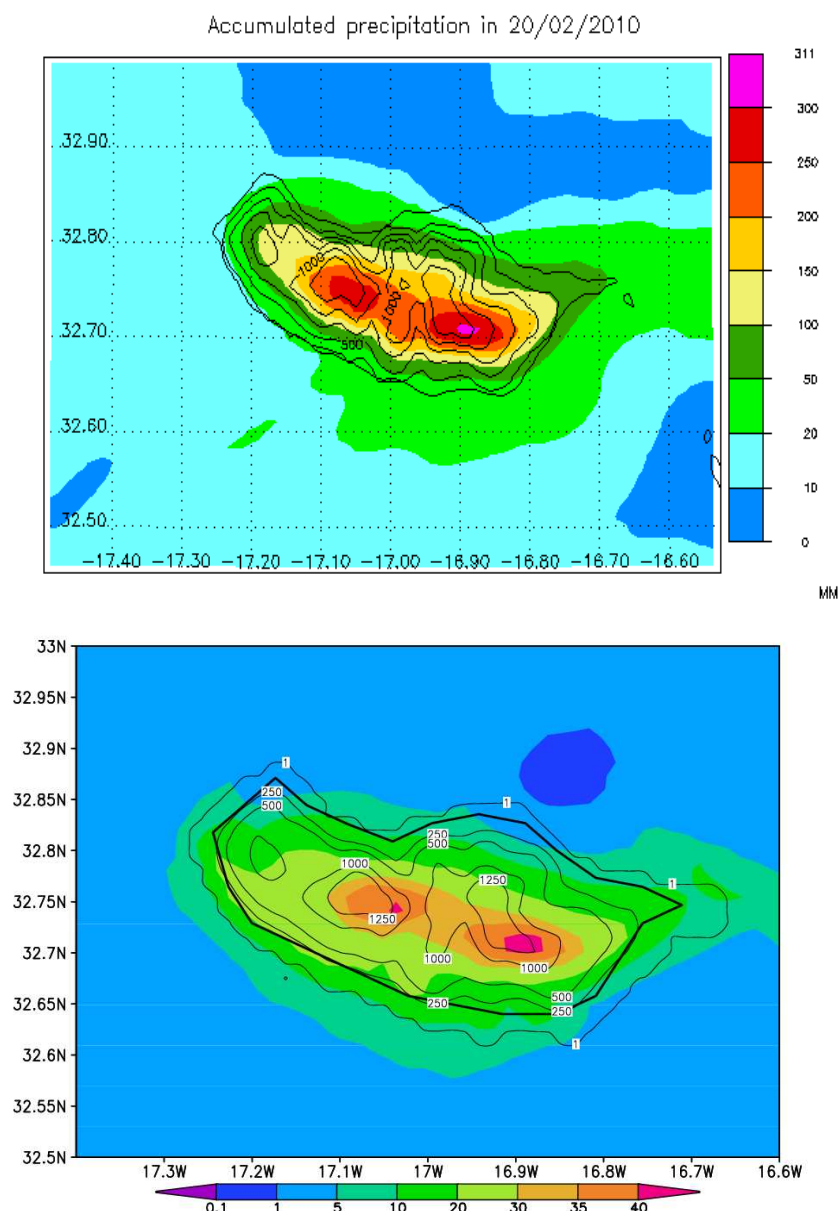 Accumulated precipitation in 20/02/2010
311
300
250
200
150
100
50
20
10
0
MM
32.90
32.80
32.70
32.60
32.50
-17.40 -17.30 -17.20 -17.10 -17.00 -16.90 -16.80 -16.70 -16.60
1000
1000
500
33N
32.95N
32.9N
32.85N
32.8N
32.75N
32.7N
32.65N
32.6N
32.55N
32.5N
1
250
500
1
250
500
1000
1250
1250
1
1000
1000
500
250
250
1
17.3W 17.2W 17.1W 17W 16.9W 16.8W 16.7W 16.6W
0.1 1 5 10 20 30 35 40